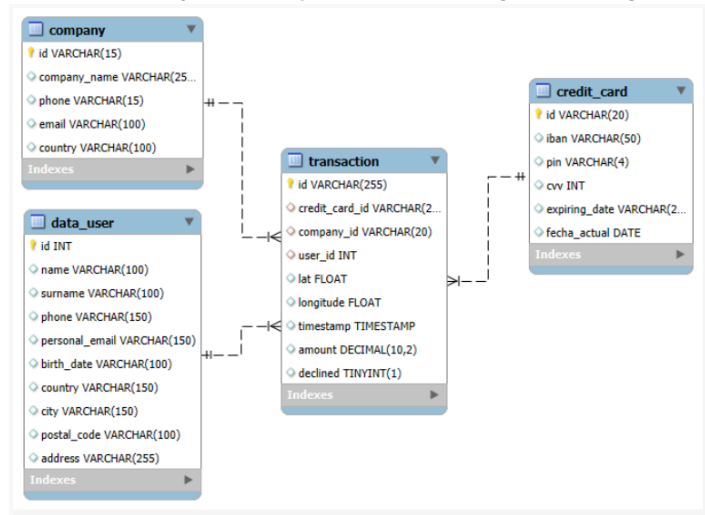 company
id VARCHAR(15)
company_name VARCHAR(25...
phone VARCHAR(15)
email VARCHAR(100)
country VARCHAR(100)
Indexes
data_user
id INT
name VARCHAR(100)
surname VARCHAR(100)
phone VARCHAR(150)
personal_email VARCHAR(150)
birth_date VARCHAR(100)
country VARCHAR(150)
city VARCHAR(150)
postal_code VARCHAR(100)
address VARCHAR(255)
Indexes
transaction
id VARCHAR(255)
credit_card_id VARCHAR(2...
company_id VARCHAR(20)
user_id INT
lat FLOAT
longitude FLOAT
timestamp TIMESTAMP
amount DECIMAL(10,2)
declined TINYINT(1)
Indexes
credit_card
id VARCHAR(20)
iban VARCHAR(50)
pin VARCHAR(4)
cvv INT
expiring_date VARCHAR(2...
fecha_actual DATE
Indexes